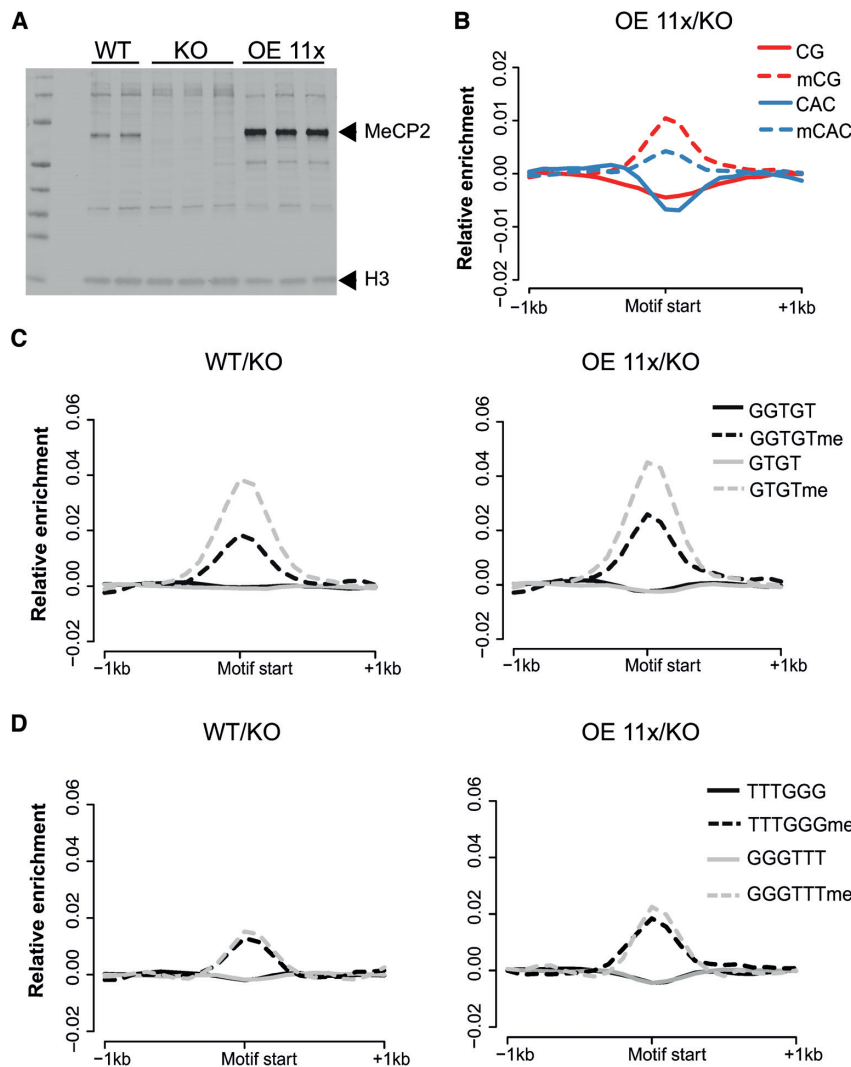 A
WT KO OE 11x
MeCP2
H3
B
OE 11x/KO
CG
mCG
CAC
mCAC
Relative enrichment
0.02
0.01
0.00
−0.01
−0.02
−1kb Motif start +1kb
C
WT/KO
Relative enrichment
0.06
0.04
0.02
0.00
−0.02
−1kb Motif start +1kb
OE 11x/KO
GGTGT
GGTGTme
GTGT
GTGTme
0.06
0.04
0.02
0.00
−0.02
−1kb Motif start +1kb
D
WT/KO
Relative enrichment
0.06
0.04
0.02
0.00
−0.02
−1kb Motif start +1kb
OE 11x/KO
TTTGGG
TTTGGGme
GGGTTT
GGGTTTme
0.06
0.04
0.02
0.00
−0.02
−1kb Motif start +1kb